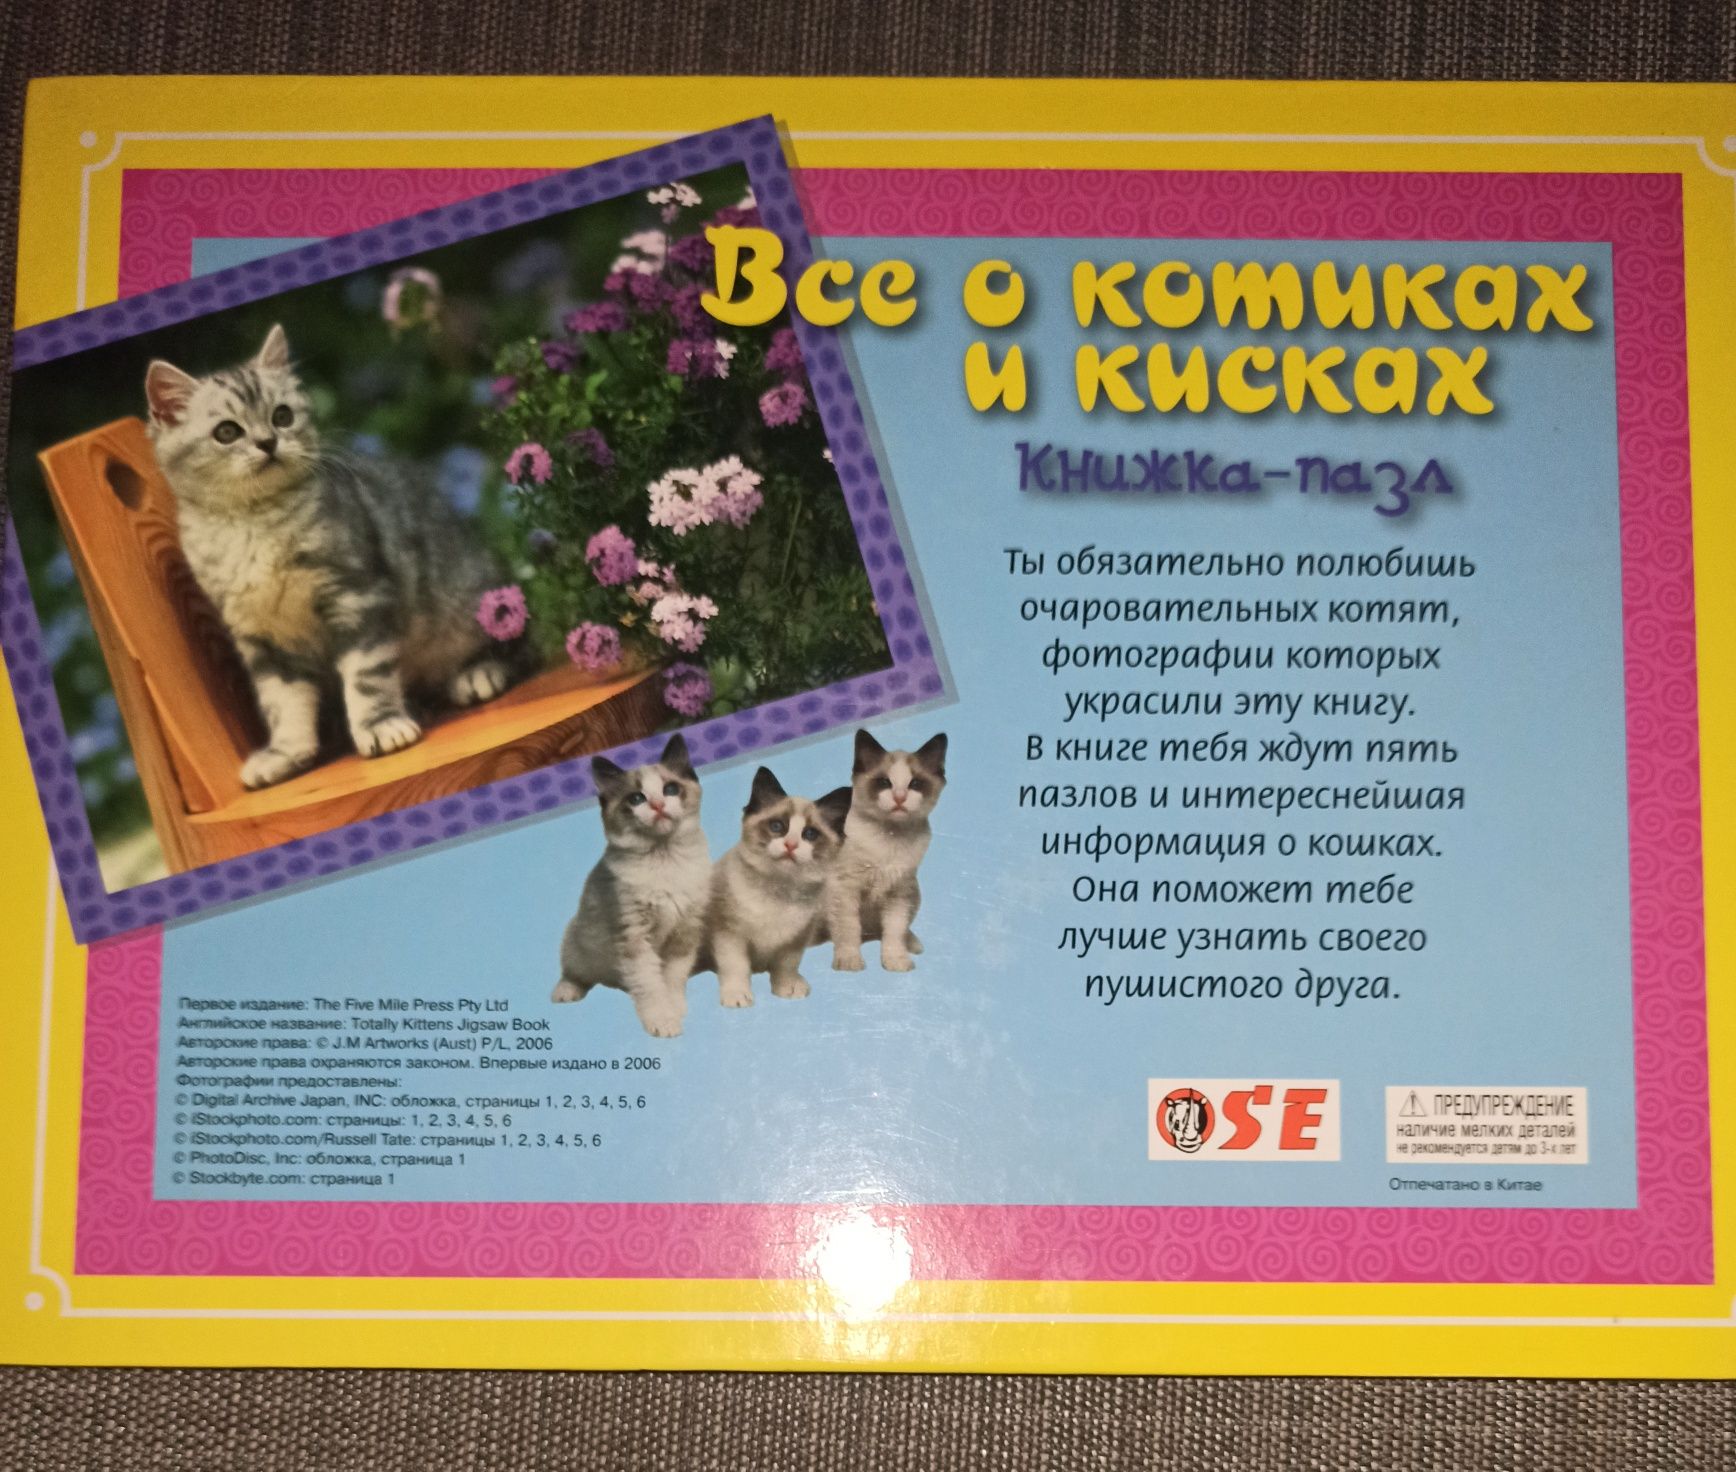 Все о котиках
и кисках
Книжка-пазл
Ты обязательно полюбишь
очаровательных котят,
фотографии которых
украсили эту книгу.
В книге тебя ждут пять
пазлов и интереснейшая
информация о кошках.
Она поможет тебе
лучше узнать своего
пушистого друга.
Первое издание: The Five Mile Press Pty Ltd
Английское название: Totally Kittens Jigsaw Book
Авторские права: © J.M Artworks (Aust) P/L, 2006
Авторские права охраняются законом. Впервые издано в 2006
Фотографии предоставлены:
© Digital Archive Japan, INC: обложка, страницы 1, 2, 3, 4, 5, 6
© iStockphoto.com: страницы: 1, 2, 3, 4, 5, 6
© iStockphoto.com/Russell Tate: страницы 1, 2, 3, 4, 5, 6
© PhotoDisc, Inc: обложка, страница 1
© Stockbyte.com: страница 1
OSE
ПРЕДУПРЕЖДЕНИЕ
наличие мелких деталей
не рекомендуется детям до 3-х лет
Отпечатано в Китае